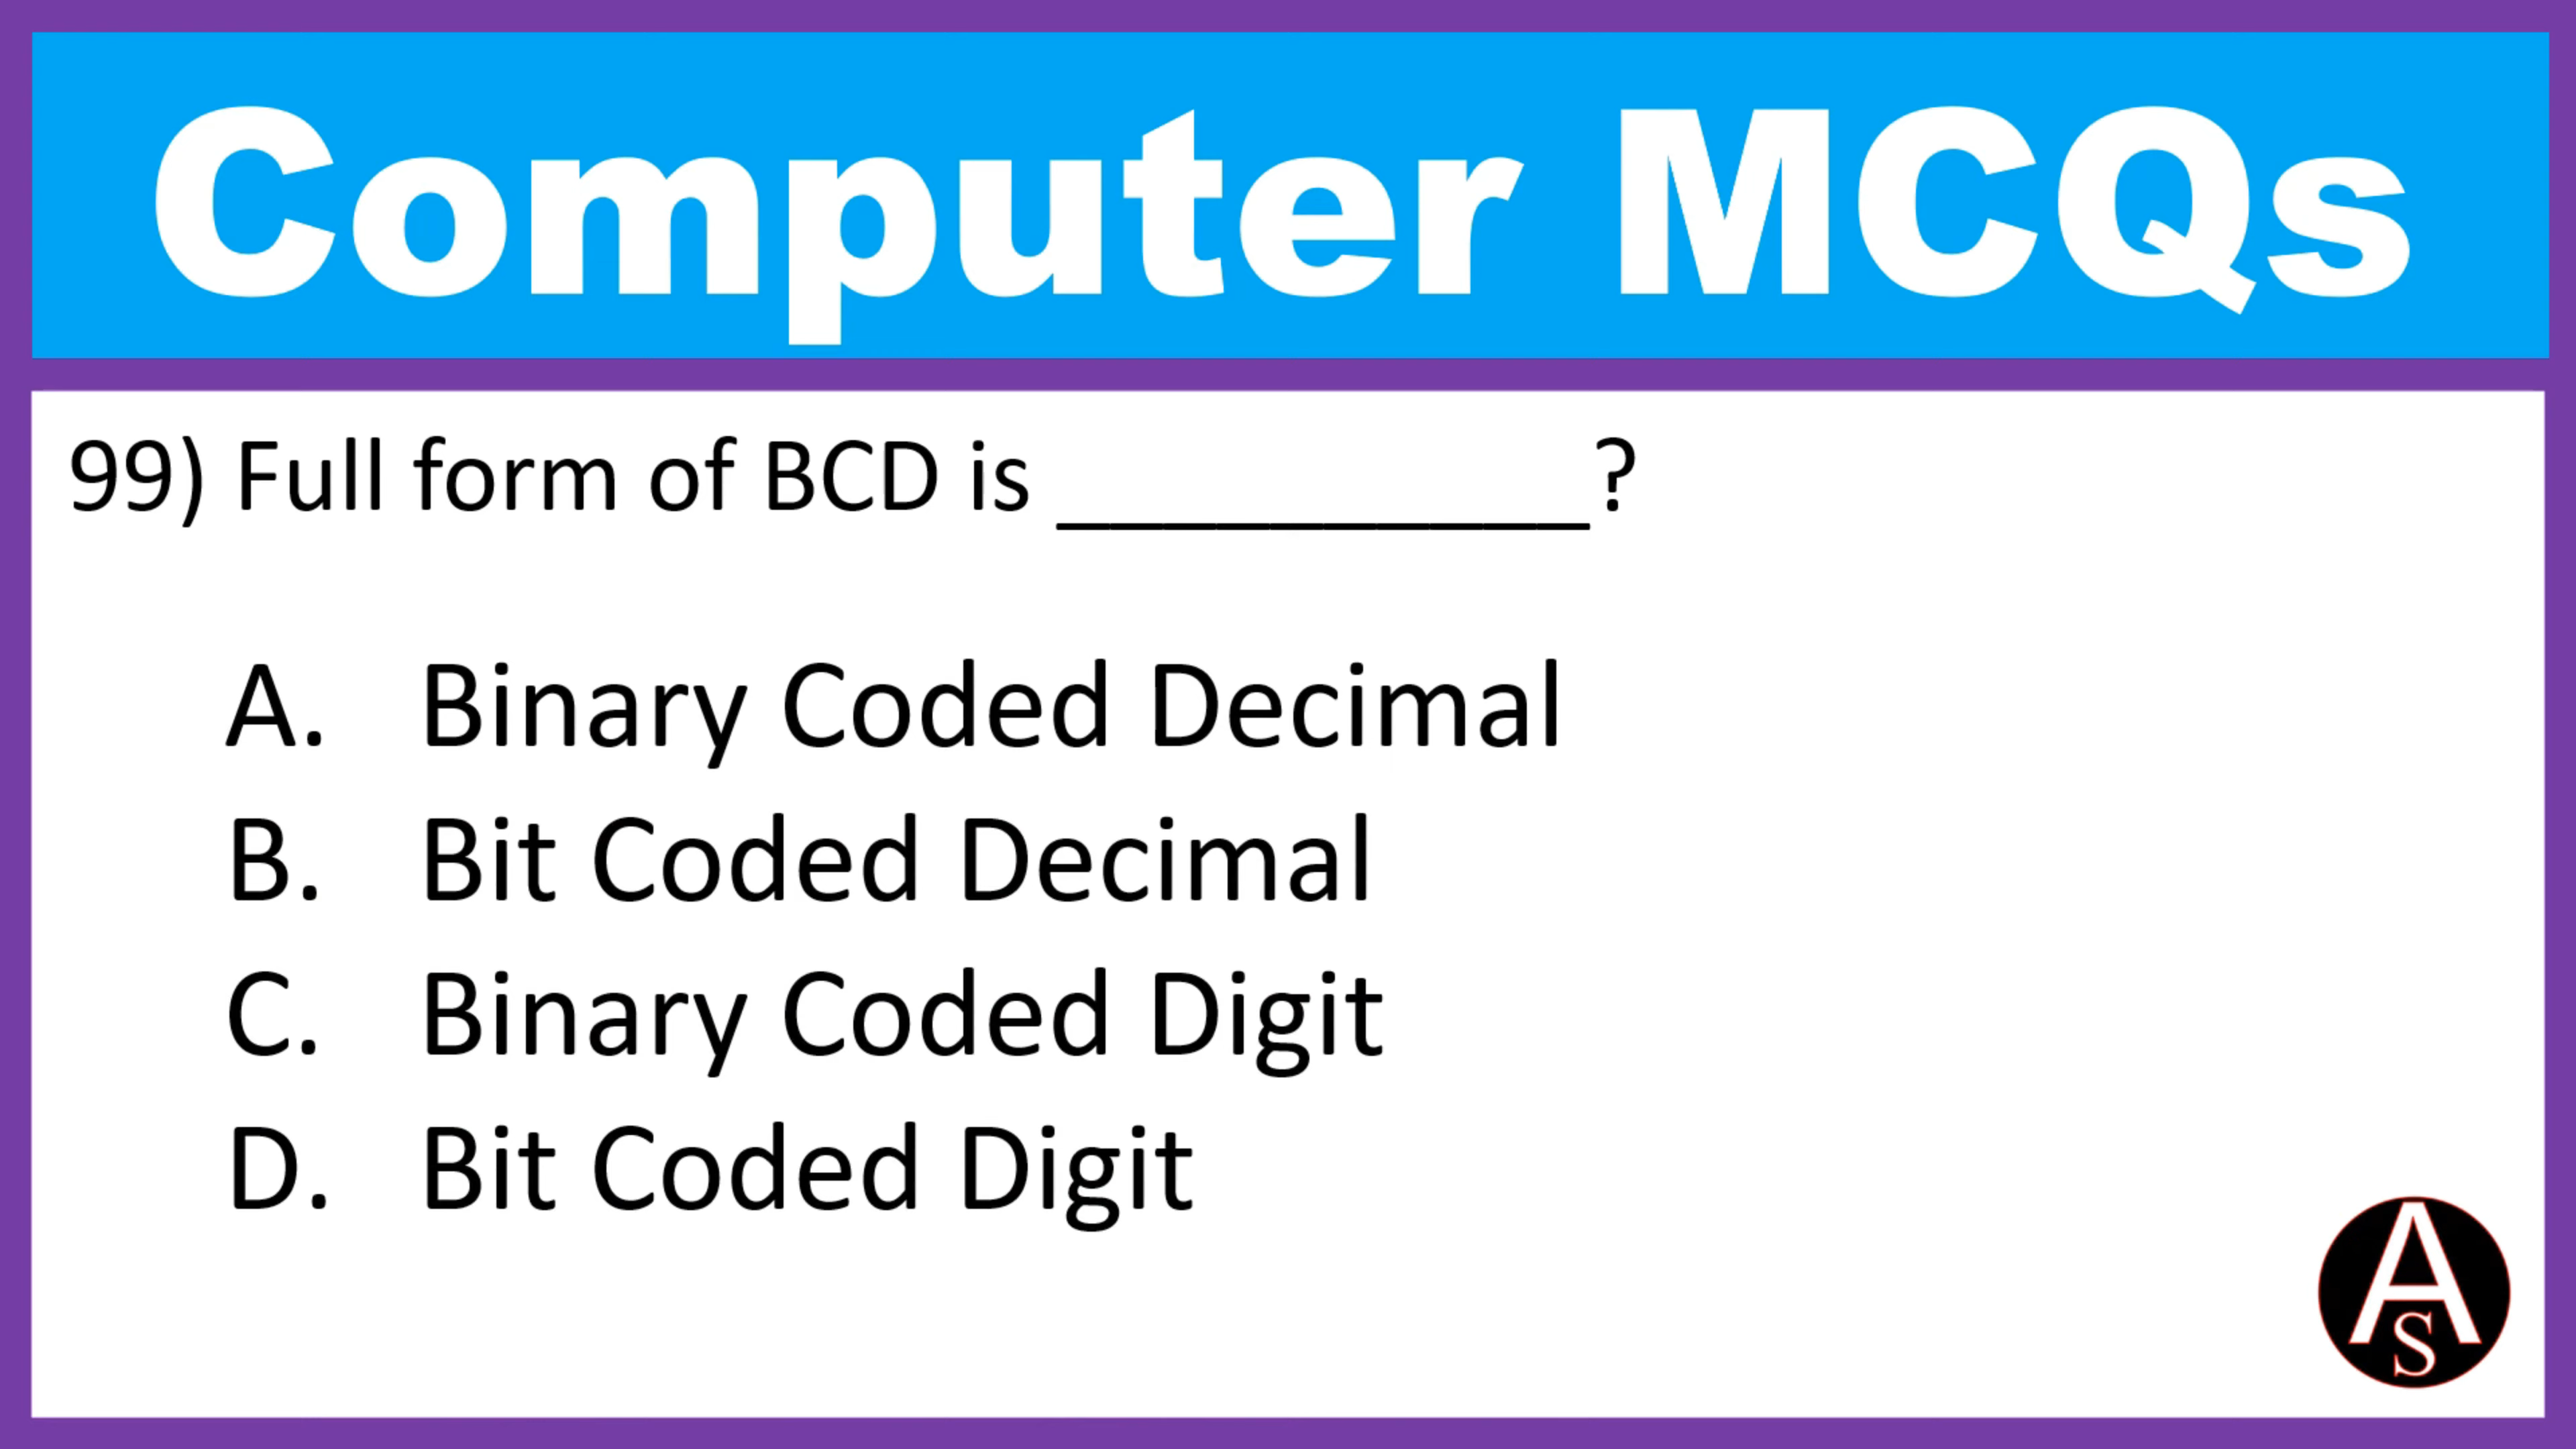 Computer MCQs
99) Full form of BCD is __________?
A. Binary Coded Decimal
B. Bit Coded Decimal
C. Binary Coded Digit
D. Bit Coded Digit
A
S